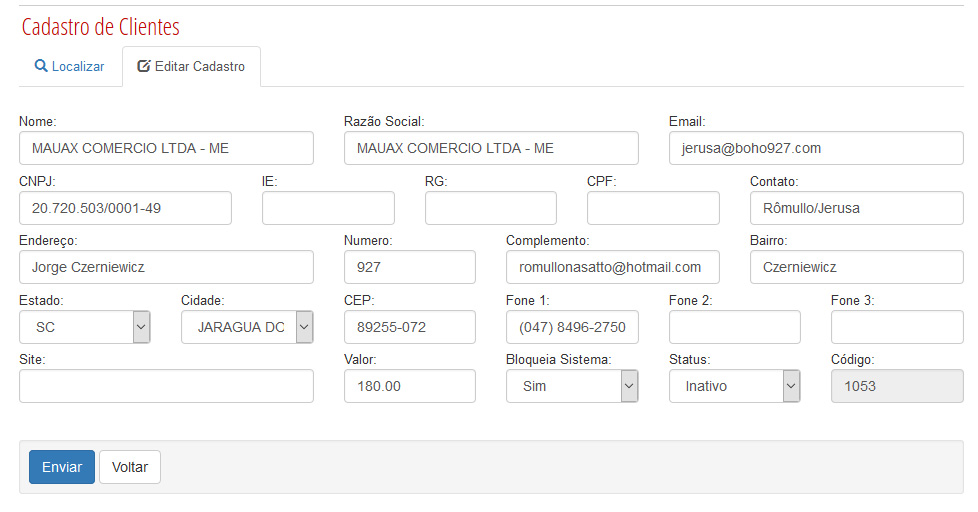 Cadastro de Clientes
Localizar Editar Cadastro
Nome: Razão Social: Email:
MAUAX COMERCIO LTDA - ME MAUAX COMERCIO LTDA - ME jerusa@boho927.com
CNPJ: IE: RG: CPF: Contato:
20.720.503/0001-49 Rômullo/Jerusa
Endereço: Numero: Complemento: Bairro:
Jorge Czerniewicz 927 romullonasatto@hotmail.com Czerniewicz
Estado: Cidade: CEP: Fone 1: Fone 2: Fone 3:
SC JARAGUA DO 89255-072 (047) 8496-2750
Site: Valor: Bloqueia Sistema: Status: Código:
180.00 Sim Inativo 1053
Enviar Voltar